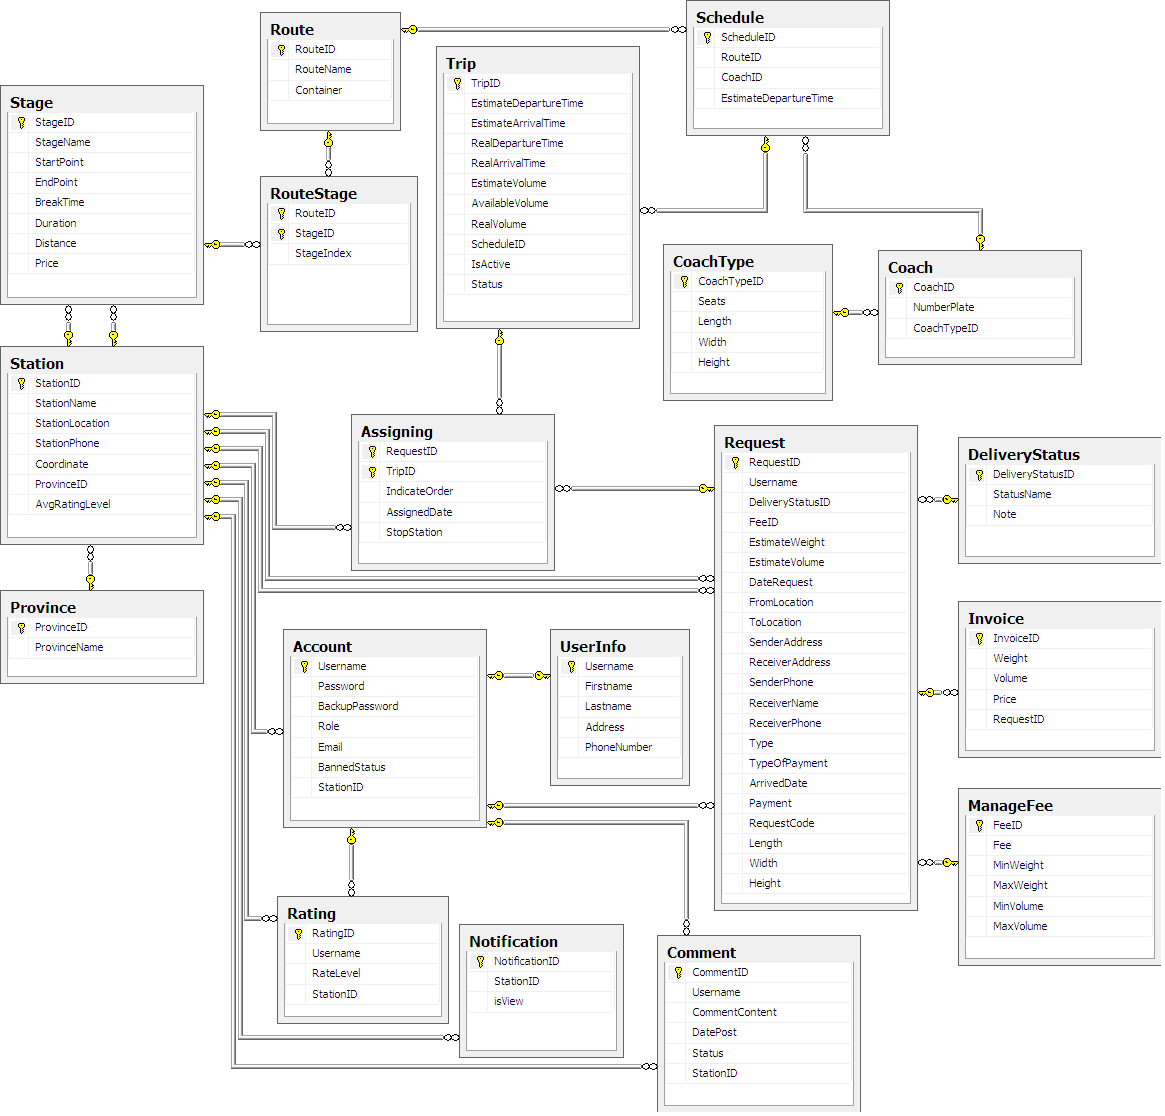 Route
RouteID
RouteName
Container
Schedule
ScheduleID
RouteID
CoachID
EstimateDepartureTime
Trip
TripID
EstimateDepartureTime
EstimateArrivalTime
RealDepartureTime
RealArrivalTime
EstimateVolume
AvailableVolume
RealVolume
ScheduleID
IsActive
Status
Stage
StageID
StageName
StartPoint
EndPoint
BreakTime
Duration
Distance
Price
RouteStage
RouteID
StageID
StageIndex
CoachType
CoachTypeID
Seats
Length
Width
Height
Coach
CoachID
NumberPlate
CoachTypeID
Station
StationID
StationName
StationLocation
StationPhone
Coordinate
ProvinceID
AvgRatingLevel
Assigning
RequestID
TripID
IndicateOrder
AssignedDate
StopStation
Request
RequestID
Username
DeliveryStatusID
FeeID
EstimateWeight
EstimateVolume
DateRequest
FromLocation
ToLocation
SenderAddress
ReceiverAddress
SenderPhone
ReceiverName
ReceiverPhone
Type
TypeOfPayment
ArrivedDate
Payment
RequestCode
Length
Width
Height
DeliveryStatus
DeliveryStatusID
StatusName
Note
Province
ProvinceID
ProvinceName
Account
Username
Password
BackupPassword
Role
Email
BannedStatus
StationID
UserInfo
Username
Firstname
Lastname
Address
PhoneNumber
Invoice
InvoiceID
Weight
Volume
Price
RequestID
ManageFee
FeeID
Fee
MinWeight
MaxWeight
MinVolume
MaxVolume
Rating
RatingID
Username
RateLevel
StationID
Notification
NotificationID
StationID
isView
Comment
CommentID
Username
CommentContent
DatePost
Status
StationID